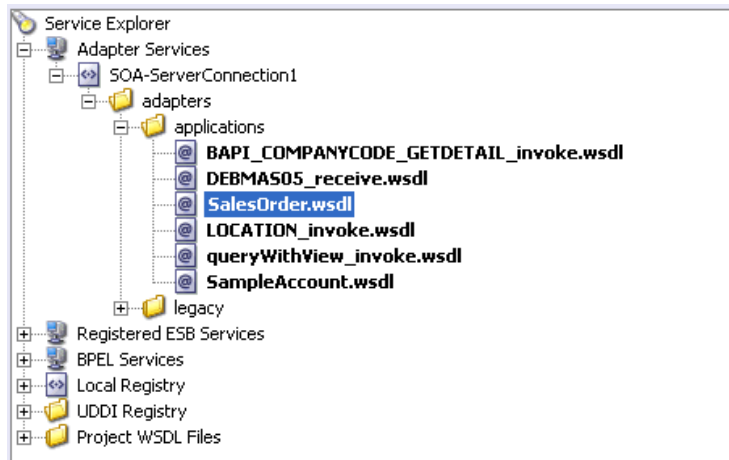 Service Explorer
Adapter Services
SOA-ServerConnection1
adapters
applications
BAPI_COMPANYCODE_GETDETAIL_invoke.wsdl
DEBMAS05_receive.wsdl
SalesOrder.wsdl
LOCATION_invoke.wsdl
queryWithView_invoke.wsdl
SampleAccount.wsdl
legacy
Registered ESB Services
BPEL Services
Local Registry
UDDI Registry
Project WSDL Files